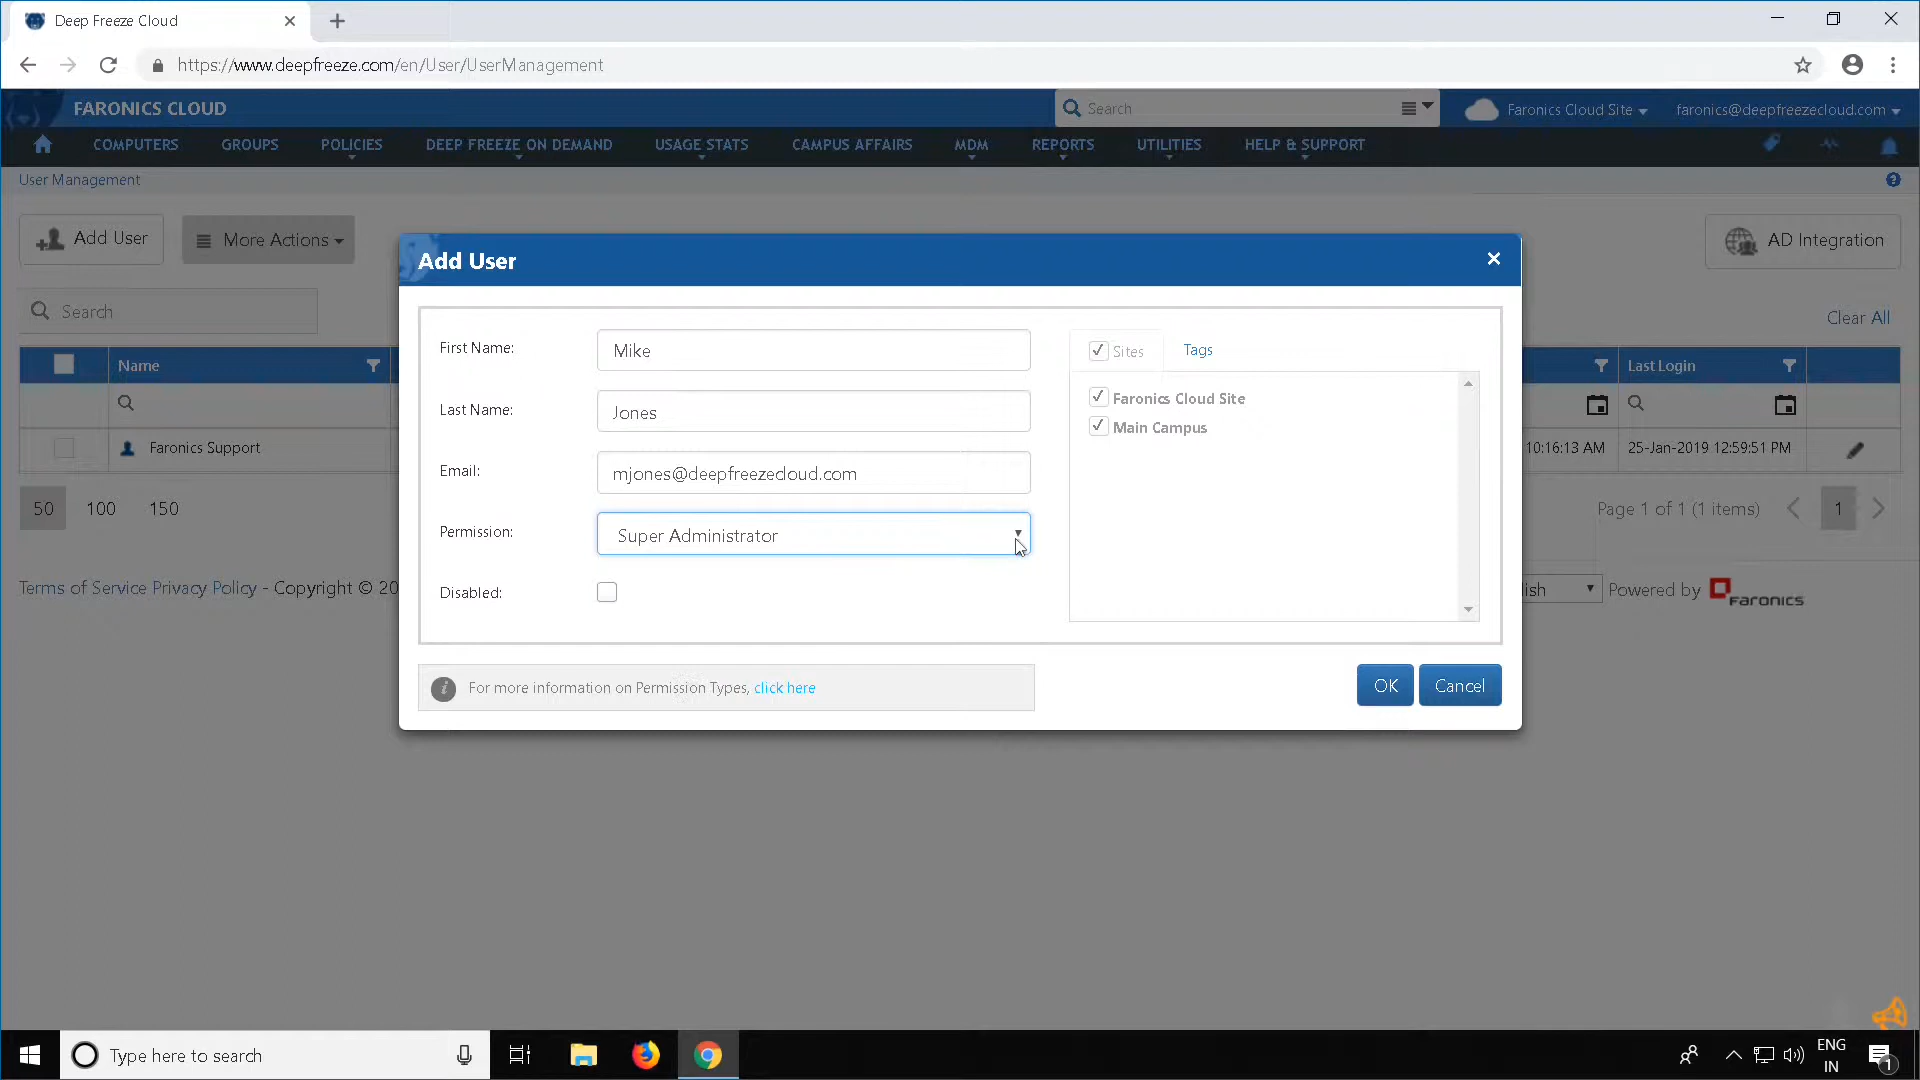 Deep Freeze Cloud
https://www.deepfreeze.com/en/User/UserManagement
FARONICS CLOUD
Search
Faronics Cloud Site
faronics@deepfreezecloud.com
COMPUTERS GROUPS POLICIES DEEP FREEZE ON DEMAND USAGE STATS CAMPUS AFFAIRS MDM REPORTS UTILITIES HELP & SUPPORT
User Management
Add User
More Actions
AD Integration
Search
Clear All
Name
Last Login
Faronics Support
10:16:13 AM
25-Jan-2019 12:59:51 PM
50 100 150
Page 1 of 1 (1 items)
1
Terms of Service Privacy Policy - Copyright © 20
lish
Powered by
FARONICS
Add User
First Name:
Mike
Last Name:
Jones
Email:
mjones@deepfreezecloud.com
Permission:
Super Administrator
Disabled:
Sites
Tags
Faronics Cloud Site
Main Campus
For more information on Permission Types, click here
OK
Cancel
Type here to search
ENG
IN
1